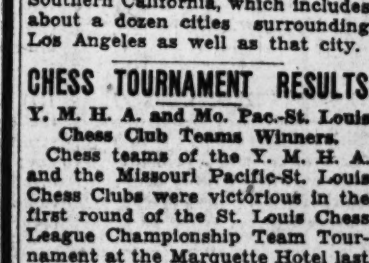 Southern California, which includes
about a dozen cities surrounding
Los Angeles as well as that city.
CHESS TOURNAMENT RESULTS
Y. M. H. A. and Mo. Pac.-St. Louis
Chess Club Teams Winners.
Chess teams of the Y. M. H. A.
and the Missouri Pacific-St. Louis
Chess Clubs were victorious in the
first round of the St. Louis Chess
League Championship Team Tour-
nament at the Marquette Hotel last